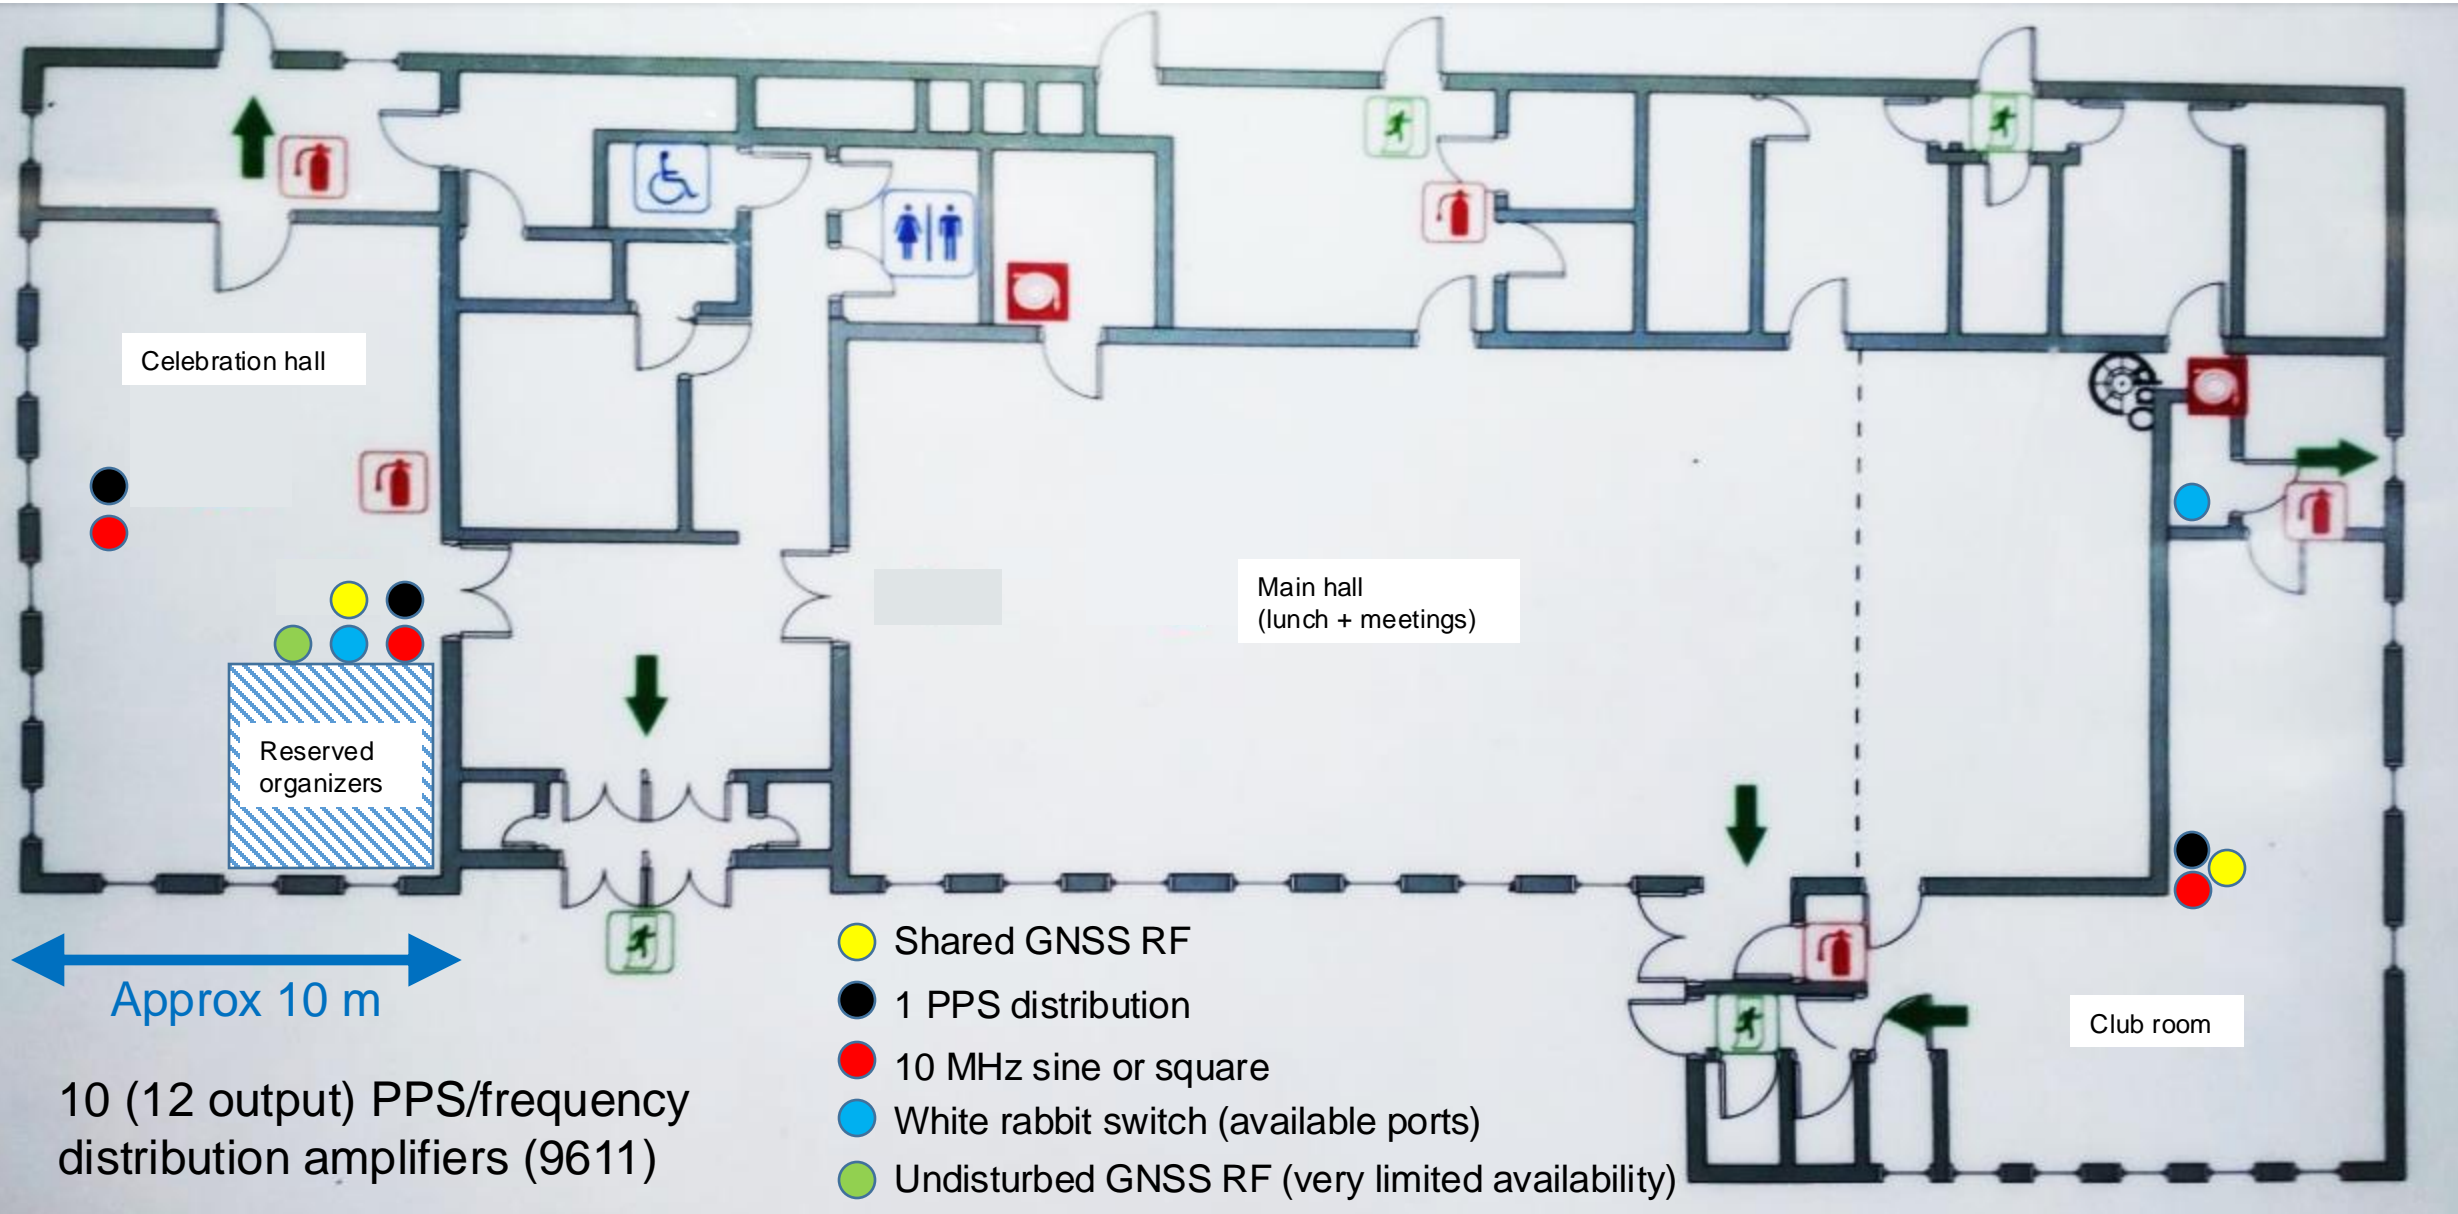 Celebration hall
Main hall
(lunch + meetings)
Reserved
organizers
Approx 10 m
10 (12 output) PPS/frequency
distribution amplifiers (9611)
Shared GNSS RF
1 PPS distribution
10 MHz sine or square
White rabbit switch (available ports)
Undisturbed GNSS RF (very limited availability)
Club room